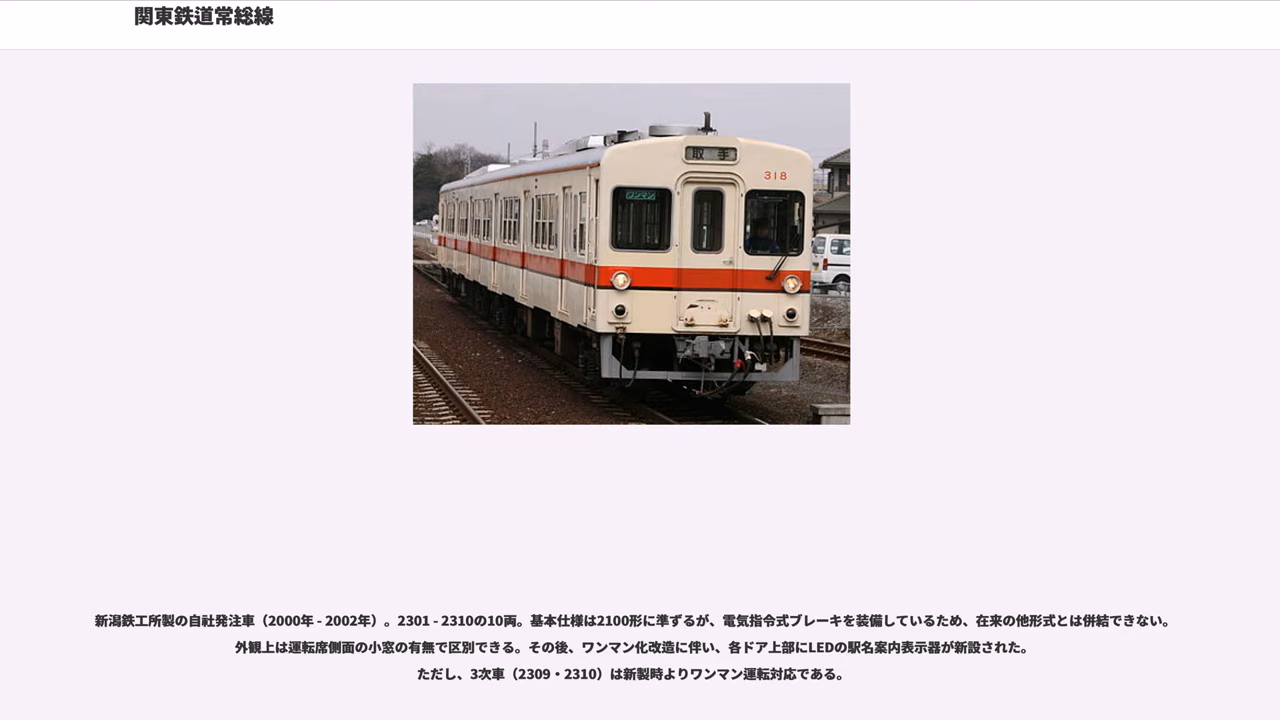 関東鉄道常総線
取手
318
ワンマン
新潟鉄工所製の自社発注車（2000年 - 2002年）。2301 - 2310の10両。基本仕様は2100形に準ずるが、電気指令式ブレーキを装備しているため、在来の他形式とは併結できない。
外観上は運転席側面の小窓の有無で区別できる。その後、ワンマン化改造に伴い、各ドア上部にLEDの駅名案内表示器が新設された。
ただし、3次車（2309・2310）は新製時よりワンマン運転対応である。